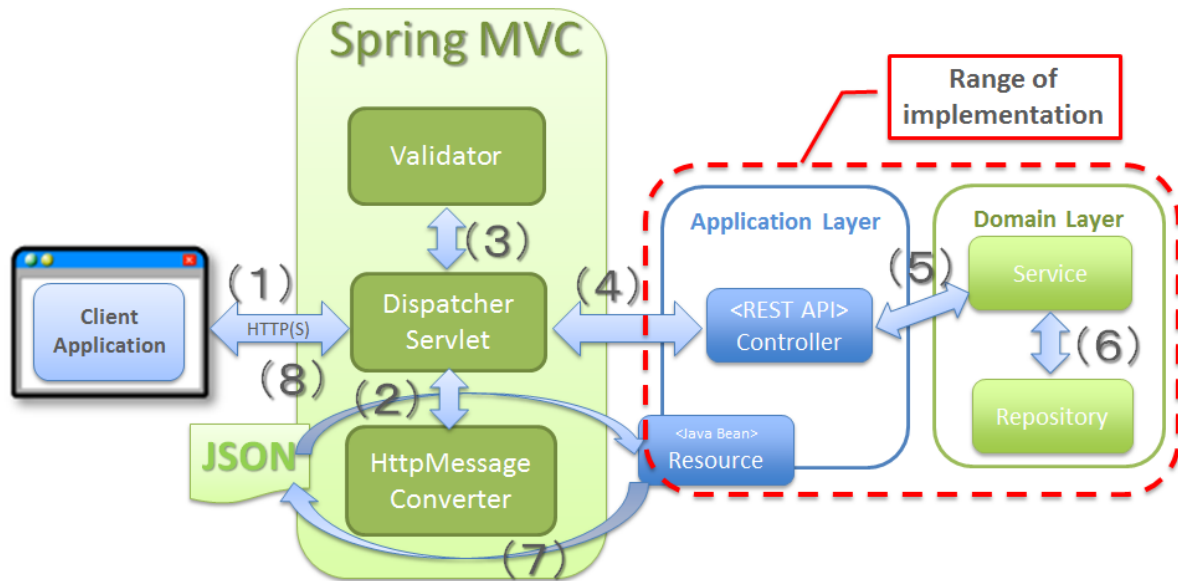 Spring MVC
Range of
implementation
Validator
Application Layer
Domain Layer
(3)
(1)
(4)
(5)
Service
Client
Application
HTTP(S)
Dispatcher
Servlet
<REST API>
Controller
(6)
(8)
(2)
Repository
JSON
HttpMessage
Converter
<Java Bean>
Resource
(7)